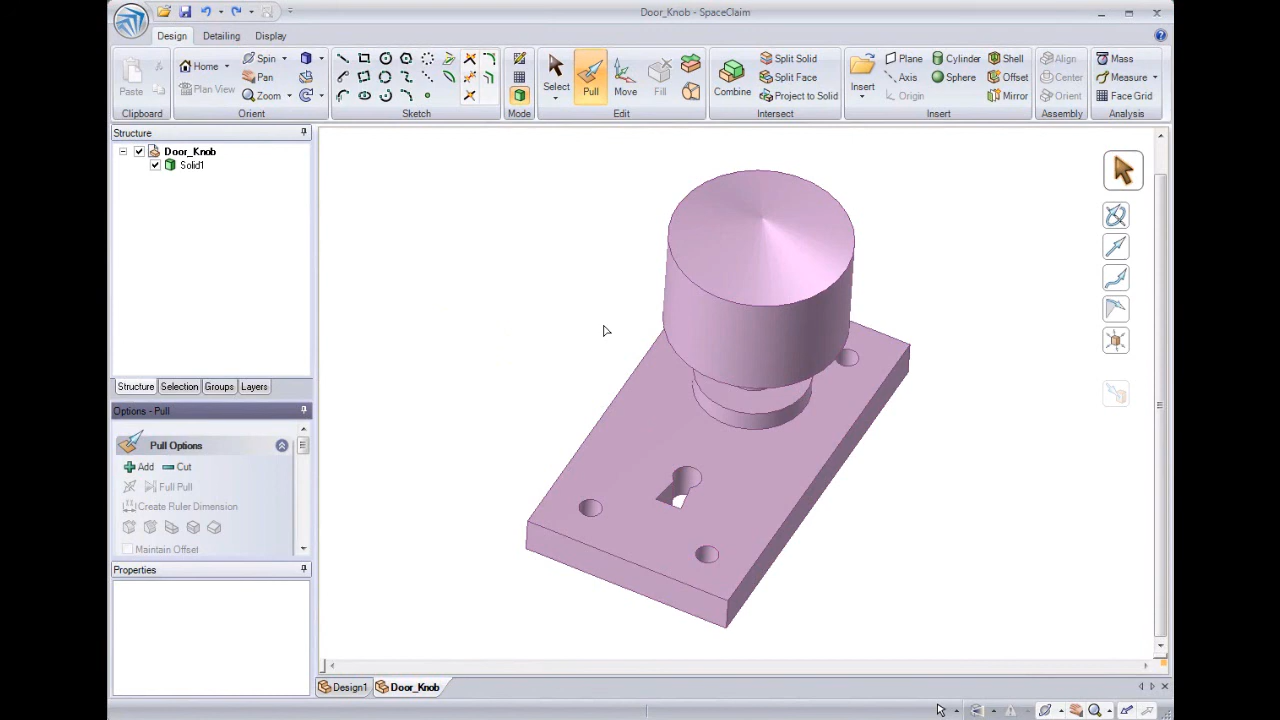 Door_Knob - SpaceClaim
Design Detailing Display
Paste Home Plan View Spin Pan Zoom Select Pull Move Fill Combine Split Solid Split Face Project to Solid Insert Plane Axis Origin Cylinder Sphere Shell Offset Mirror Align Center Orient Mass Measure Face Grid
Clipboard Orient Sketch Mode Edit Intersect Insert Assembly Analysis
Structure
Door_Knob
Solid1
Structure Selection Groups Layers
Options - Pull
Pull Options
Add Cut
Full Pull
Create Ruler Dimension
Maintain Offset
Properties
Design1 Door_Knob